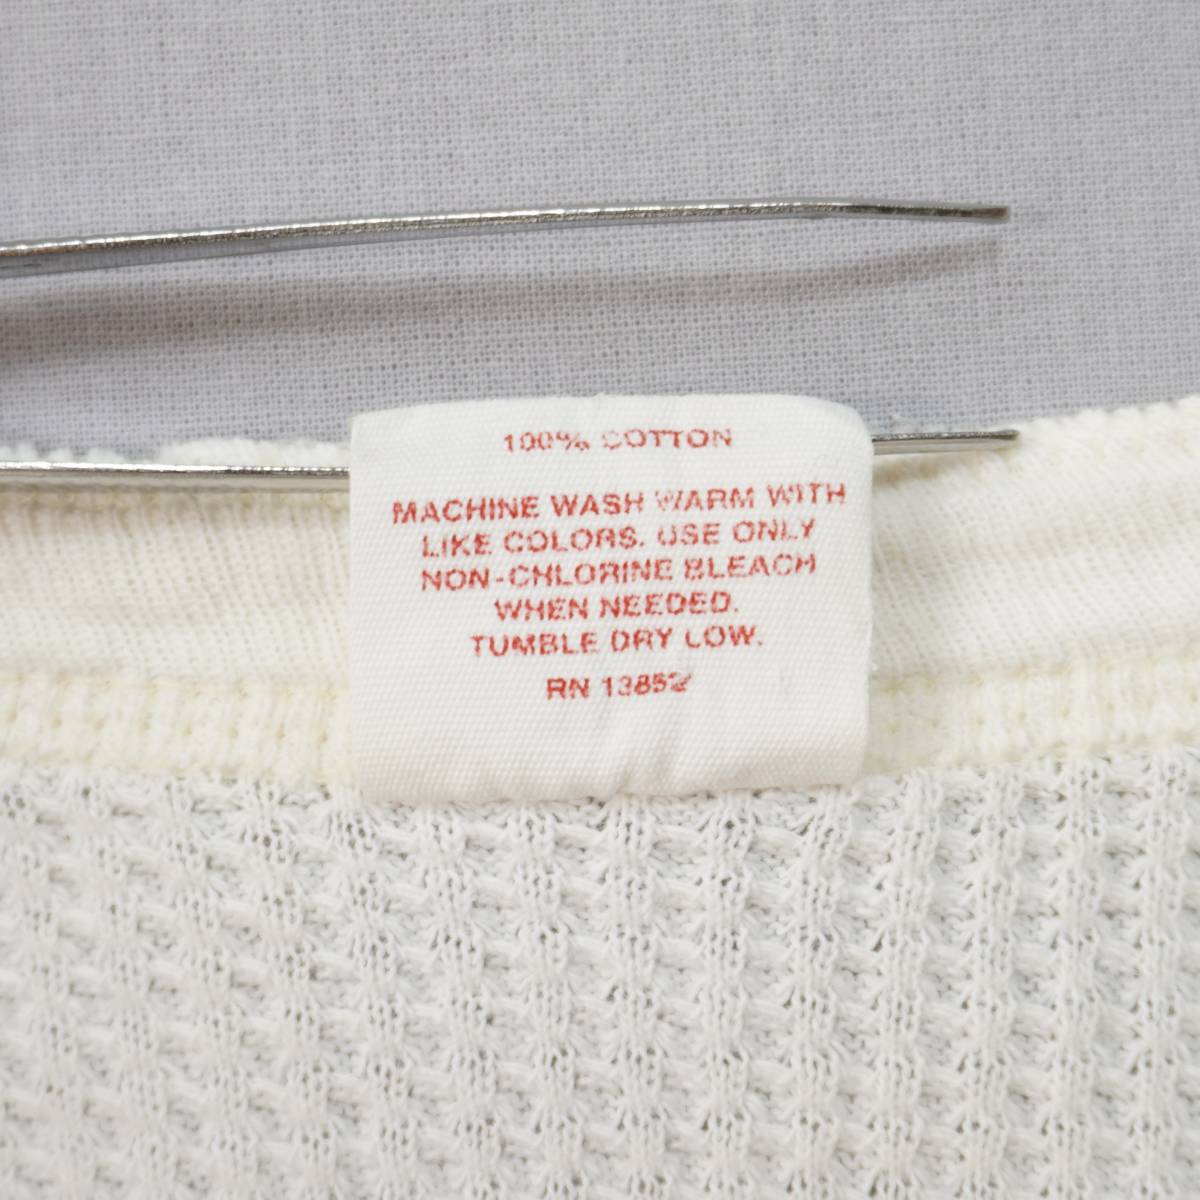 100% COTTON
MACHINE WASH WARM WITH
LIKE COLORS. USE ONLY
NON-CHLORINE BLEACH
WHEN NEEDED.
TUMBLE DRY LOW.
RN 13852